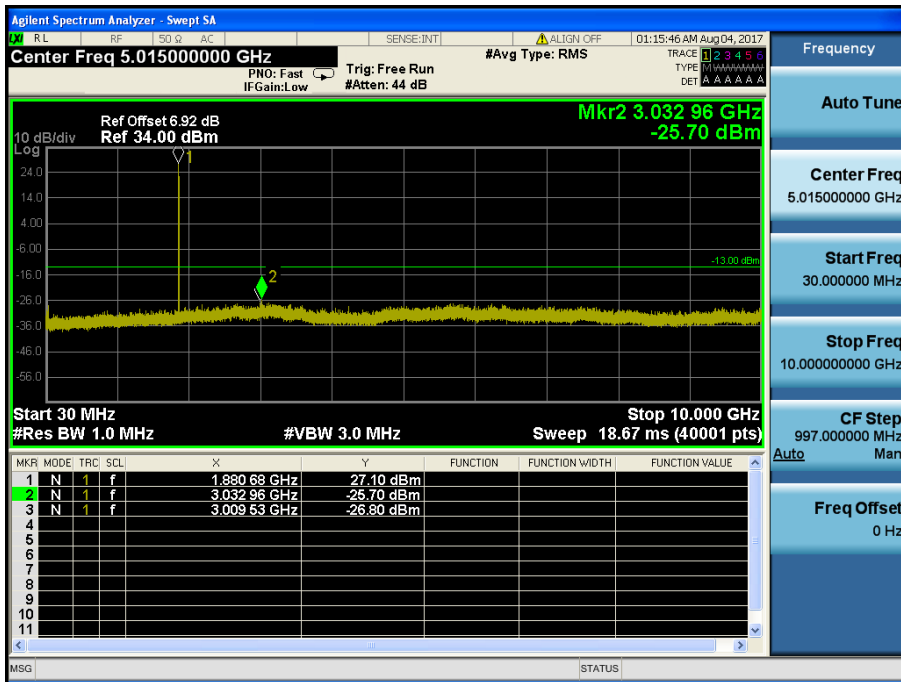 Agilent Spectrum Analyzer - Swept SA
LXI RL RF 50 Ω AC SENSE:INT ALIGN OFF 01:15:46 AM Aug 04, 2017
Center Freq 5.015000000 GHz #Avg Type: RMS TRACE 1 2 3 4 5 6
PNO: Fast Trig: Free Run TYPE M WWWWW
IFGain:Low #Atten: 44 dB DET A A A A A A
Frequency
Auto Tune
Center Freq
5.015000000 GHz
Start Freq
30.000000 MHz
Stop Freq
10.000000000 GHz
CF Step
997.000000 MHz
Auto Man
Freq Offset
0 Hz
Mkr2 3.032 96 GHz
-25.70 dBm
Ref Offset 6.92 dB
10 dB/div Ref 34.00 dBm
Log
1
24.0
14.0
4.00
-6.00
-13.00 dBm
-16.0
2
-26.0
-36.0
-46.0
-56.0
Start 30 MHz Stop 10.000 GHz
#Res BW 1.0 MHz #VBW 3.0 MHz Sweep 18.67 ms (40001 pts)
MKR MODE TRC SCL X Y FUNCTION FUNCTION WIDTH FUNCTION VALUE
1 N 1 f 1.880 68 GHz 27.10 dBm
2 N 1 f 3.032 96 GHz -25.70 dBm
3 N 1 f 3.009 53 GHz -26.80 dBm
4
5
6
7
8
9
10
11
MSG STATUS